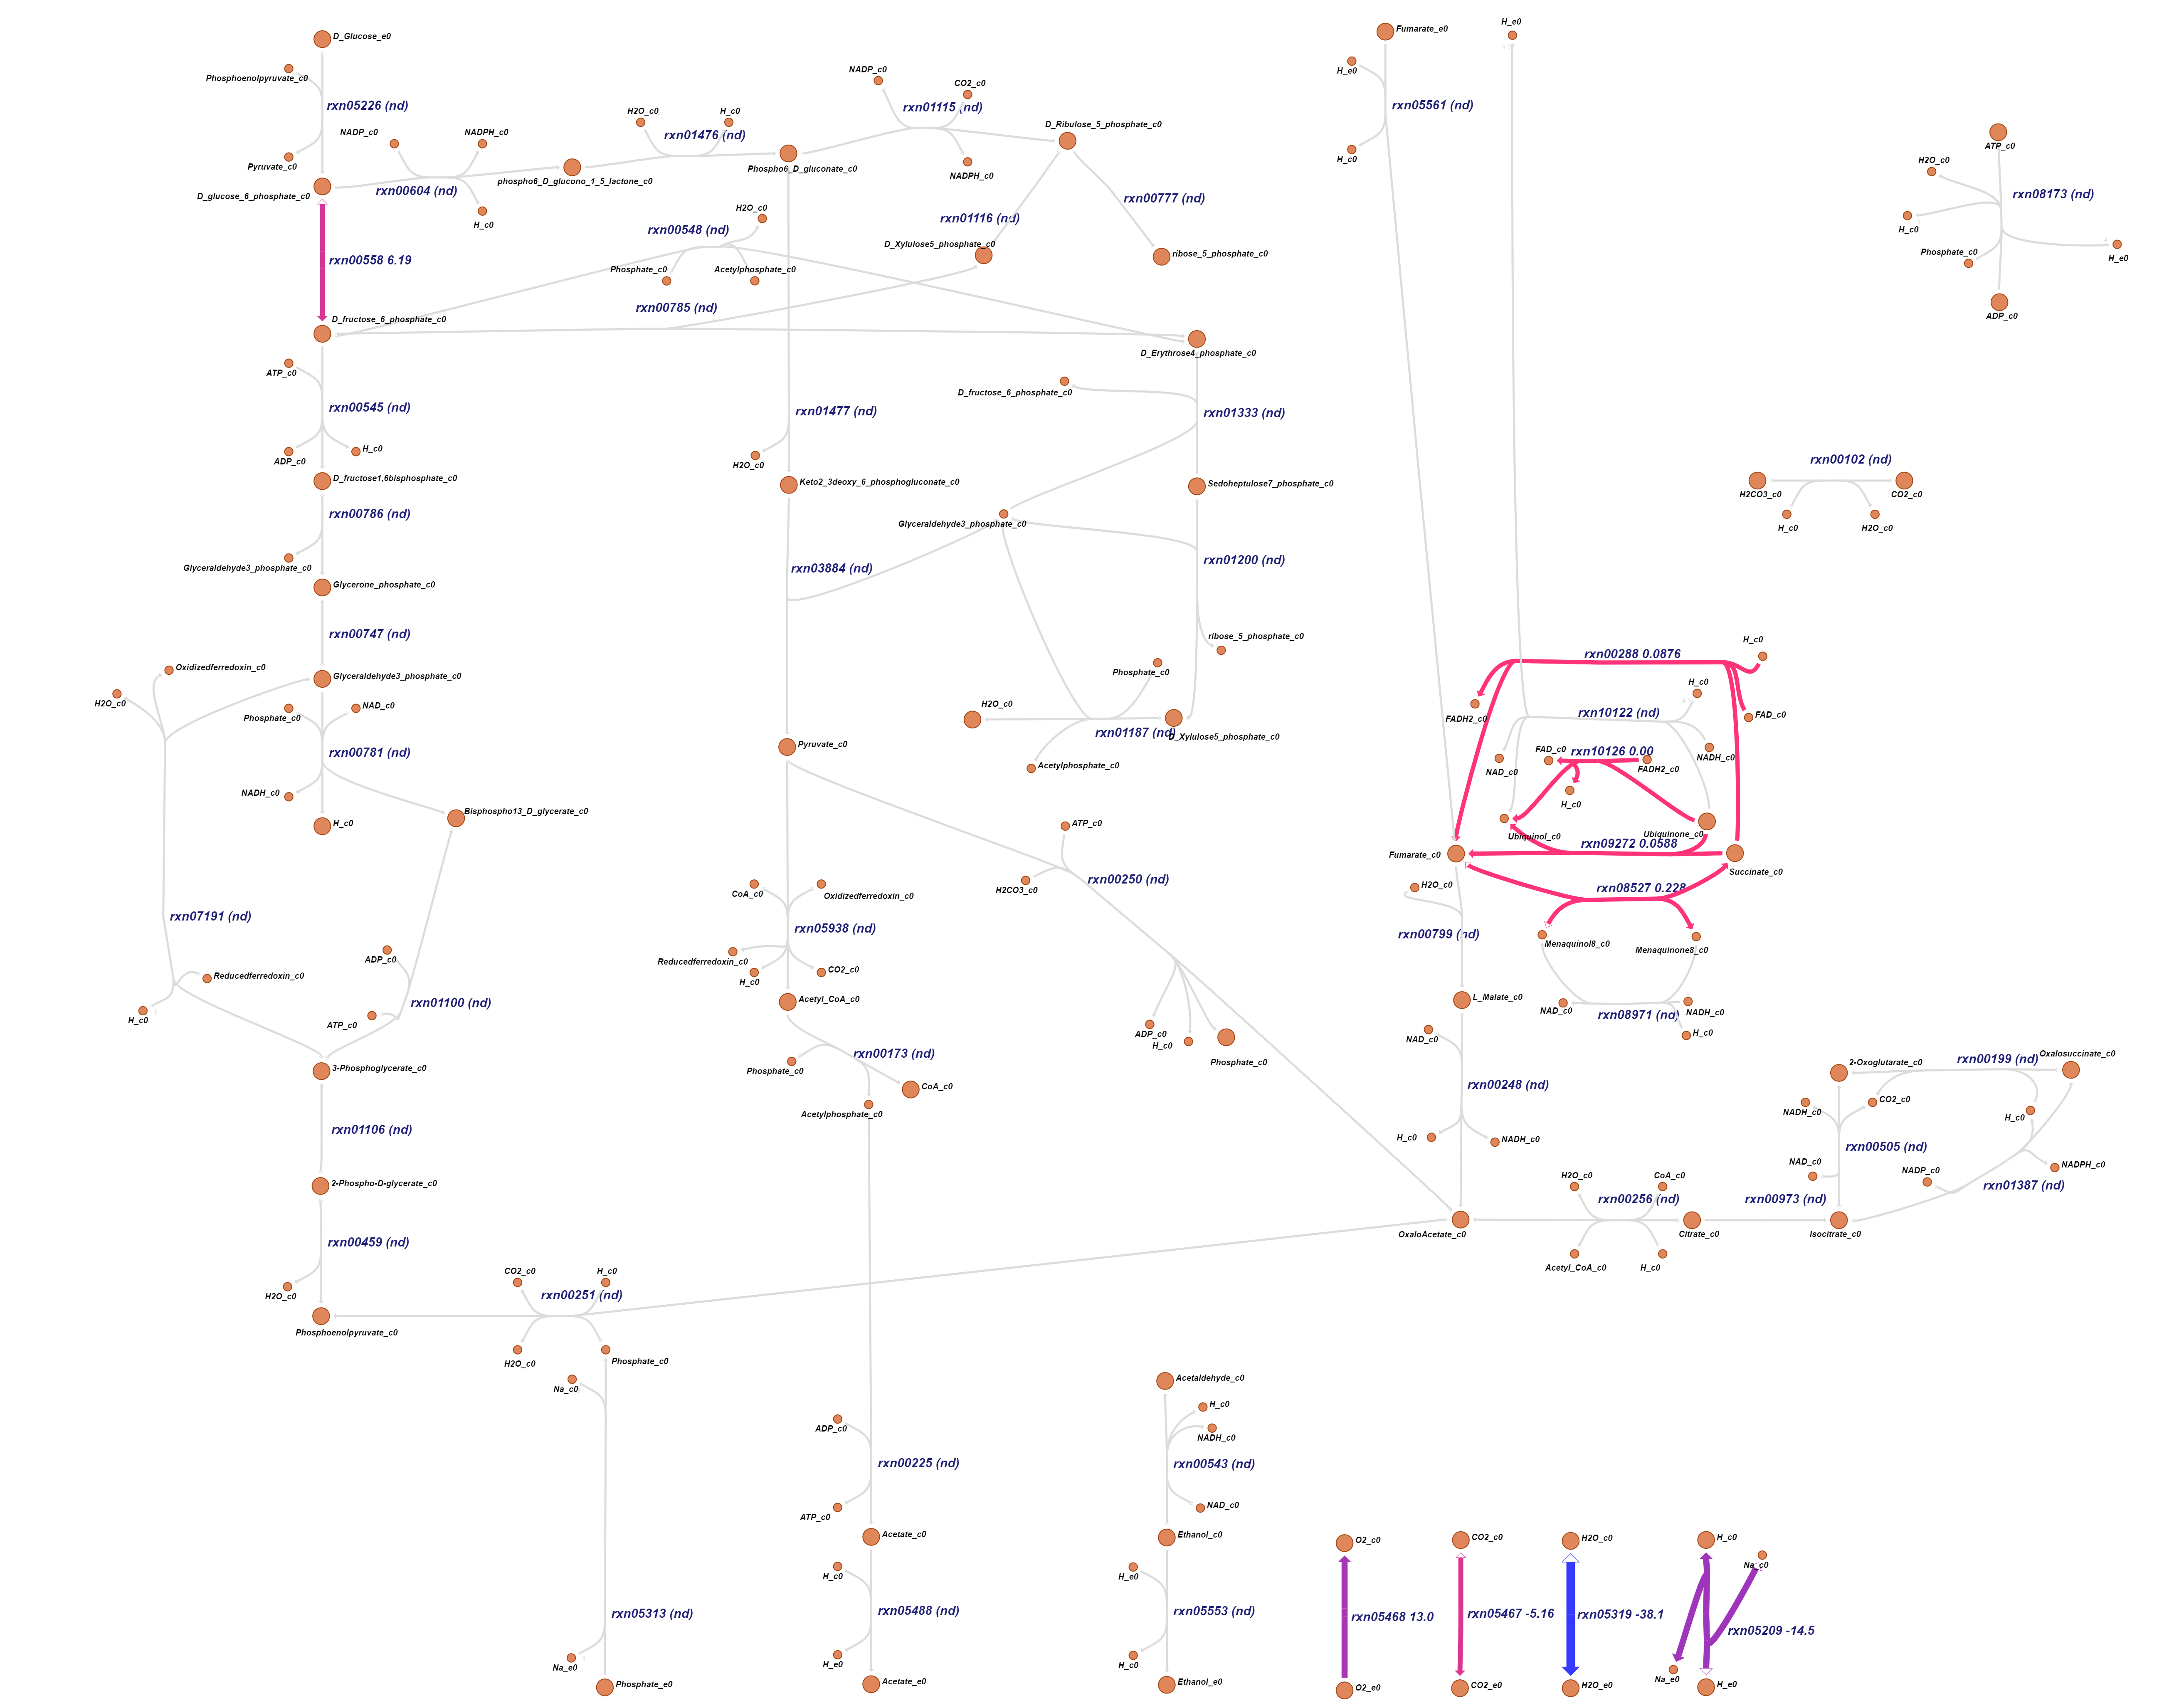 D_Glucose_e0
Phosphoenolpyruvate_c0
rxn05226 (nd)
Pyruvate_c0
D_glucose_6_phosphate_c0
NADP_c0
NADPH_c0
rxn00604 (nd)
H_c0
phospho6_D_glucono_1_5_lactone_c0
H2O_c0
H_c0
rxn01476 (nd)
Phospho6_D_gluconate_c0
NADP_c0
CO2_c0
rxn01115 (nd)
NADPH_c0
D_Ribulose_5_phosphate_c0
rxn00777 (nd)
rxn01116 (nd)
D_Xylulose5_phosphate_c0
ribose_5_phosphate_c0
rxn00558 6.19
rxn00548 (nd)
H2O_c0
Phosphate_c0
Acetylphosphate_c0
rxn00785 (nd)
D_fructose_6_phosphate_c0
D_Erythrose4_phosphate_c0
ATP_c0
rxn00545 (nd)
ADP_c0
H_c0
D_fructose1,6bisphosphate_c0
rxn00786 (nd)
Glyceraldehyde3_phosphate_c0
Glycerone_phosphate_c0
rxn00747 (nd)
Oxidizedferredoxin_c0
H2O_c0
Glyceraldehyde3_phosphate_c0
Phosphate_c0
NAD_c0
rxn00781 (nd)
NADH_c0
H_c0
Bisphospho13_D_glycerate_c0
rxn07191 (nd)
Reducedferredoxin_c0
H_c0
ADP_c0
rxn01100 (nd)
ATP_c0
3-Phosphoglycerate_c0
rxn01106 (nd)
2-Phospho-D-glycerate_c0
rxn00459 (nd)
H2O_c0
Phosphoenolpyruvate_c0
CO2_c0
H_c0
rxn00251 (nd)
H2O_c0
Phosphate_c0
Na_c0
rxn05313 (nd)
Na_e0
Phosphate_e0
rxn01477 (nd)
H2O_c0
Keto2_3deoxy_6_phosphogluconate_c0
rxn03884 (nd)
D_fructose_6_phosphate_c0
rxn01333 (nd)
Sedoheptulose7_phosphate_c0
Glyceraldehyde3_phosphate_c0
rxn01200 (nd)
ribose_5_phosphate_c0
Phosphate_c0
H2O_c0
rxn01187 (nd)
D_Xylulose5_phosphate_c0
Acetylphosphate_c0
Pyruvate_c0
ATP_c0
H2CO3_c0
rxn00250 (nd)
ADP_c0
H_c0
Phosphate_c0
CoA_c0
Oxidizedferredoxin_c0
rxn05938 (nd)
Reducedferredoxin_c0
H_c0
CO2_c0
Acetyl_CoA_c0
rxn00173 (nd)
Phosphate_c0
CoA_c0
Acetylphosphate_c0
ADP_c0
rxn00225 (nd)
ATP_c0
Acetate_c0
H_c0
rxn05488 (nd)
H_e0
Acetate_e0
Acetaldehyde_c0
H_c0
NADH_c0
rxn00543 (nd)
NAD_c0
Ethanol_c0
H_e0
rxn05553 (nd)
H_c0
Ethanol_e0
Fumarate_e0
H_e0
H_e0
rxn05561 (nd)
H_c0
ATP_c0
H2O_c0
rxn08173 (nd)
H_c0
Phosphate_c0
H_e0
ADP_c0
rxn00102 (nd)
H2CO3_c0
CO2_c0
H_c0
H2O_c0
H_c0
rxn00288 0.0876
FADH2_c0
FAD_c0
H_c0
rxn10122 (nd)
NAD_c0
NADH_c0
FAD_c0
rxn10126 0.00
FADH2_c0
H_c0
Ubiquinol_c0
Ubiquinone_c0
rxn09272 0.0588
Fumarate_c0
Succinate_c0
rxn08527 0.228
H2O_c0
rxn00799 (nd)
Menaquinol8_c0
Menaquinone8_c0
L_Malate_c0
NAD_c0
rxn08971 (nd)
NADH_c0
H_c0
NAD_c0
rxn00248 (nd)
H_c0
NADH_c0
OxaloAcetate_c0
H2O_c0
CoA_c0
rxn00256 (nd)
Acetyl_CoA_c0
H_c0
Citrate_c0
rxn00973 (nd)
Isocitrate_c0
2-Oxoglutarate_c0
rxn00199 (nd)
Oxalosuccinate_c0
NADH_c0
CO2_c0
H_c0
rxn00505 (nd)
NAD_c0
NADP_c0
NADPH_c0
rxn01387 (nd)
O2_c0
rxn05468 13.0
O2_e0
CO2_c0
rxn05467 -5.16
CO2_e0
H2O_c0
rxn05319 -38.1
H2O_e0
H_c0
Na_c0
rxn05209 -14.5
Na_e0
H_e0